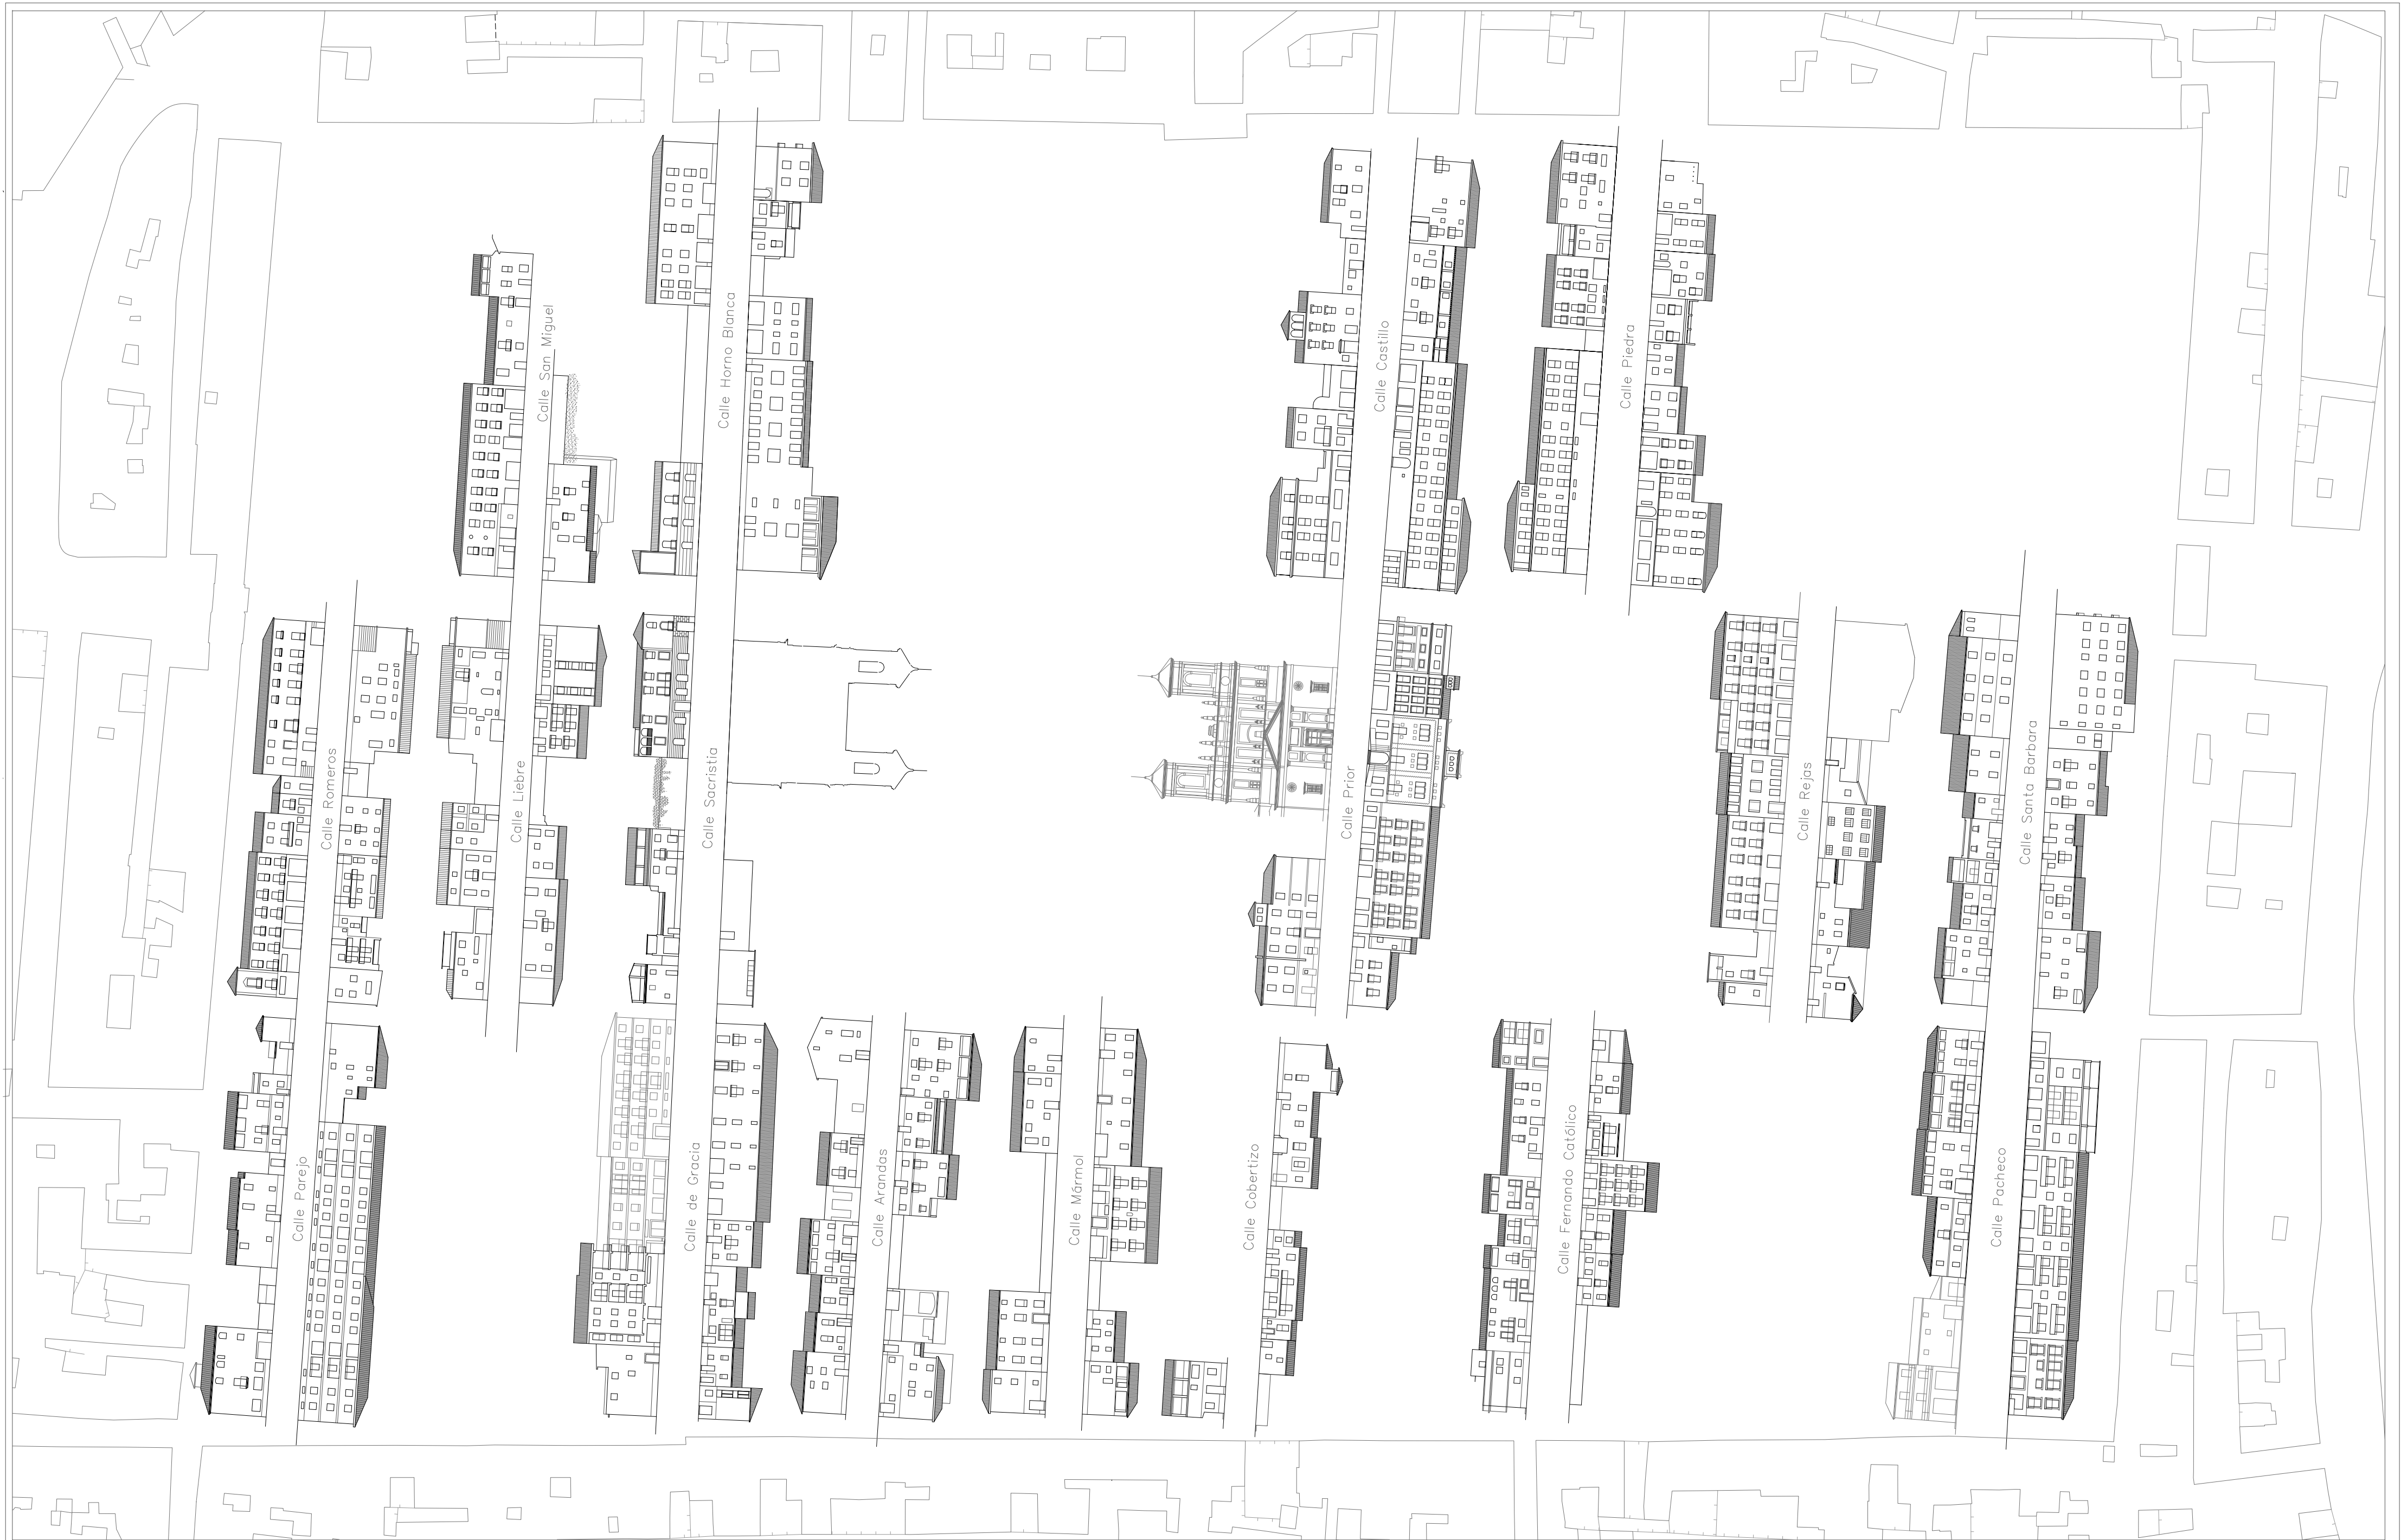 Calle San Miguel
Calle Horno Blanca
Calle Castillo
Calle Piedra
Calle Romeros
Calle Liebre
Calle Sacristia
Calle Prior
Calle Rejas
Calle Santa Barbara
Calle Parejo
Calle de Gracia
Calle Arandas
Calle Mármol
Calle Cobertizo
Calle Fernando Católico
Calle Pacheco